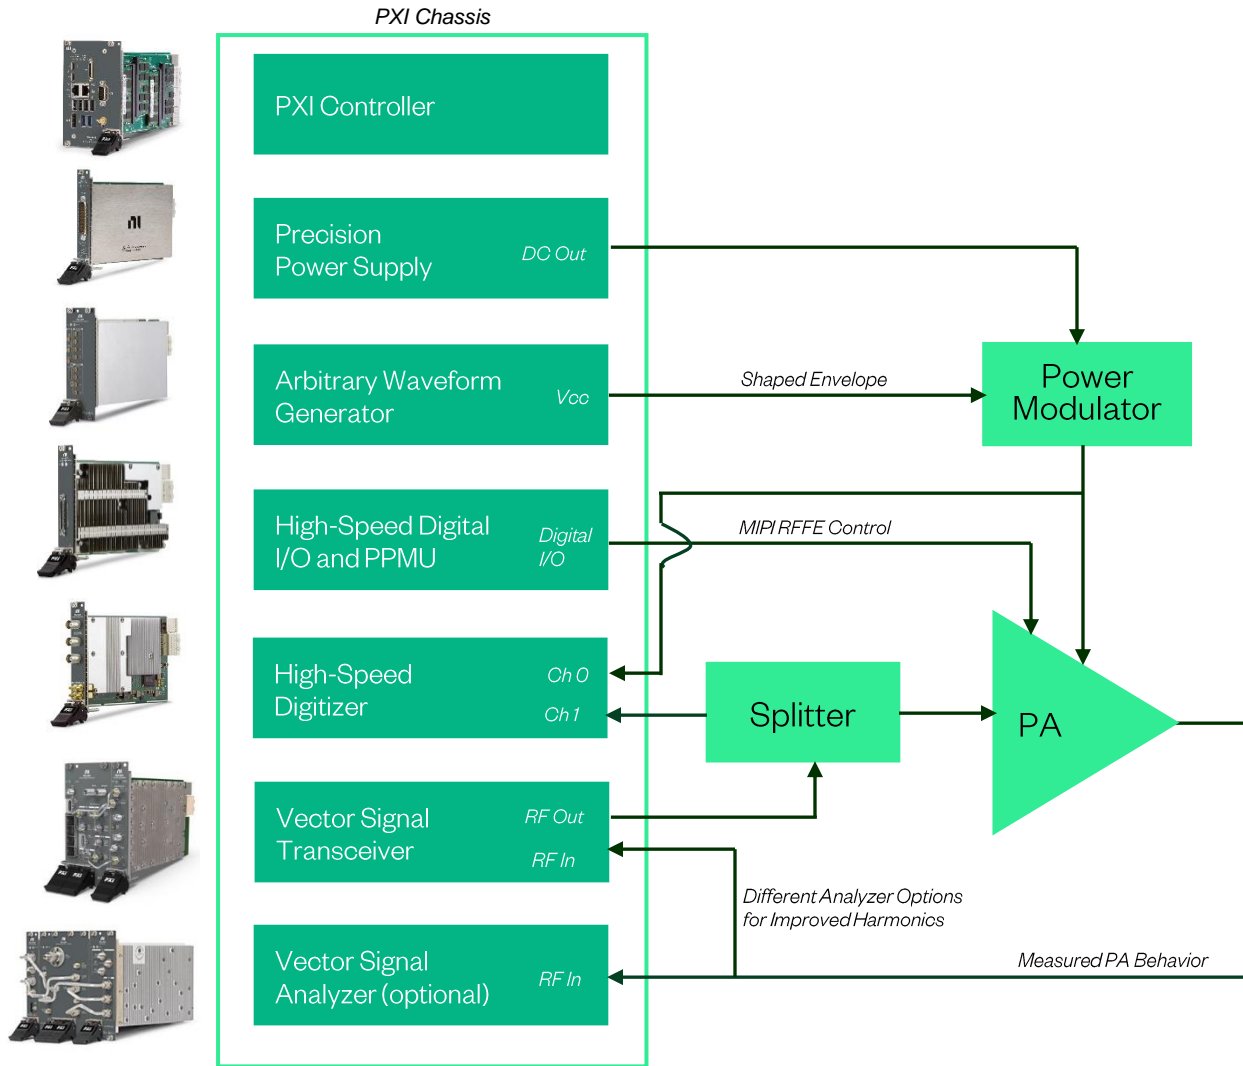 PXI Chassis
PXI Controller
Precision
Power Supply
DC Out
Arbitrary Waveform
Generator
Vcc
Shaped Envelope
Power
Modulator
High-Speed Digital
I/O and PPMU
Digital
I/O
MIPI RFFE Control
High-Speed
Digitizer
Ch 0
Ch 1
Splitter
PA
Vector Signal
Transceiver
RF Out
RF In
Different Analyzer Options
for Improved Harmonics
Vector Signal
Analyzer (optional)
RF In
Measured PA Behavior